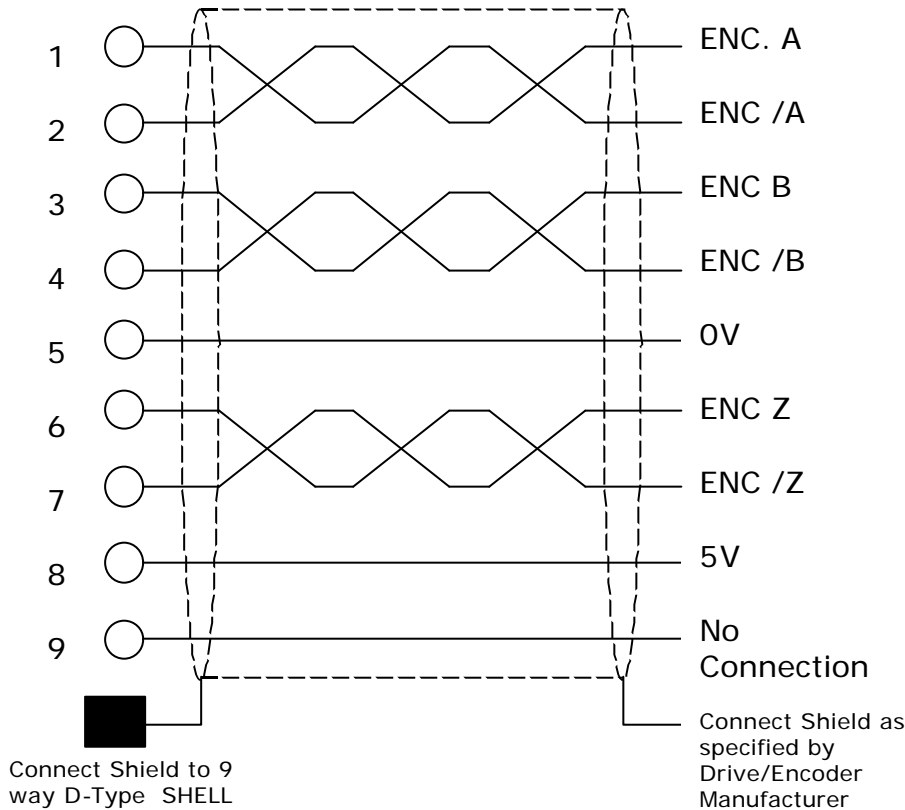 1
ENC. A
2
ENC /A
3
ENC B
4
ENC /B
5
0V
6
ENC Z
7
ENC /Z
8
5V
9
No
Connection
Connect Shield to 9
way D-Type SHELL
Connect Shield as
specified by
Drive/Encoder
Manufacturer